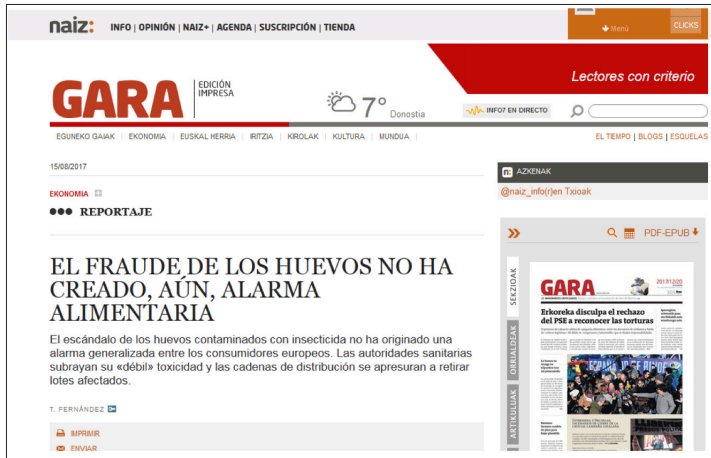 naiz: INFO | OPINIÓN | NAIZ+ | AGENDA | SUSCRIPCIÓN | TIENDA
Menú
CLICKS
Lectores con criterio
GARA EDICIÓN
IMPRESA
7° Donostia
INFO7 EN DIRECTO
EGUNEKO GAIAK | EKONOMIA | EUSKAL HERRIA | IRITZIA | KIROLAK | KULTURA | MUNDUA |
EL TIEMPO | BLOGS | ESQUELAS
15/08/2017
EKONOMIA
REPORTAJE
EL FRAUDE DE LOS HUEVOS NO HA
CREADO, AÚN, ALARMA
ALIMENTARIA
El escándalo de los huevos contaminados con insecticida no ha originado una
alarma generalizada entre los consumidores europeos. Las autoridades sanitarias
subrayan su «débil» toxicidad y las cadenas de distribución se apresuran a retirar
lotes afectados.
T. FERNÁNDEZ
IMPRIMIR
ENVIAR
n: AZKENAK
@naiz_info(r)en Txioak
PDF-EPUB
SEKZIOAK
ORRIALDEAK
ARTIKULUAK
GARA
2017/12/20
Erkoreka disculpa el rechazo
del PSE a reconocer las torturas